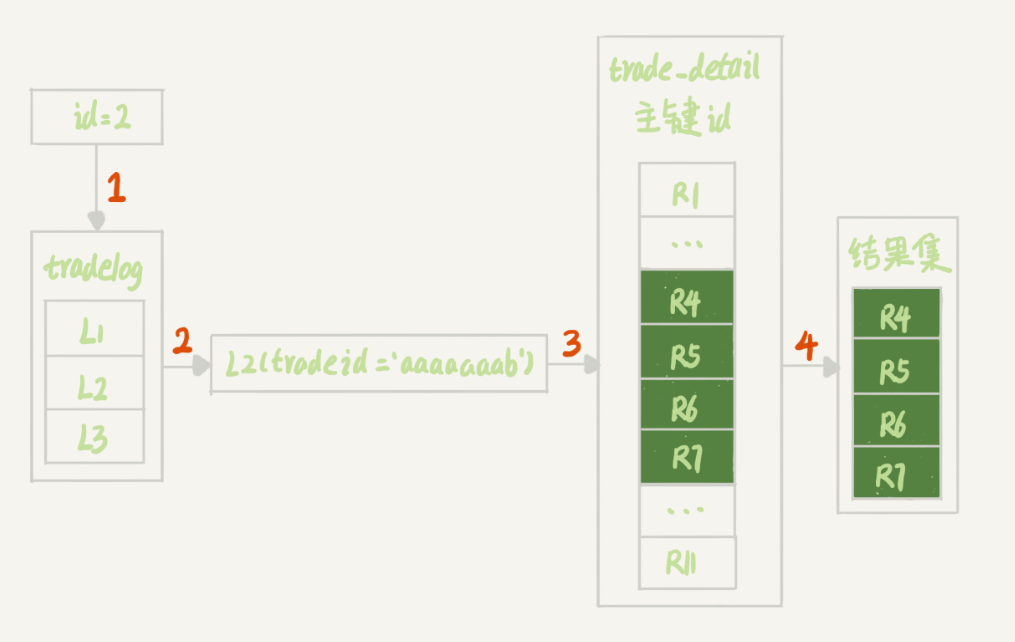 id=2
1
tradelog
L1
L2
L3
2
L2(tradeid='aaaaaaab')
3
trade_detail
主键id
R1
...
R4
R5
R6
R7
...
R11
4
结果集
R4
R5
R6
R7